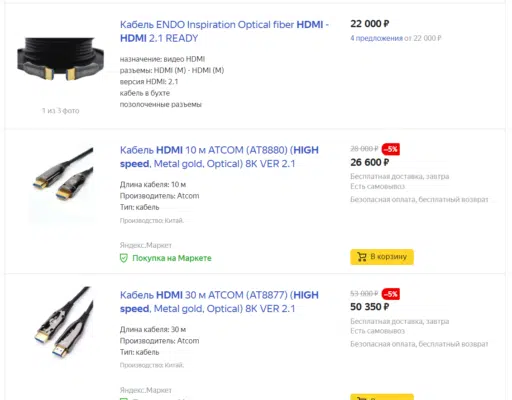 Кабель ENDO Inspiration Optical fiber HDMI -
HDMI 2.1 READY
назначение: видео HDMI
разъемы: HDMI (M) - HDMI (M)
версия HDMI: 2.1
кабель в бухте
позолоченные разъемы
1 из 3 фото
22 000 ₽
4 предложения от 22 000 ₽
Кабель HDMI 10 м ATCOM (AT8880) (HIGH
speed, Metal gold, Optical) 8K VER 2.1
Длина кабеля: 10 м
Производитель: Atcom
Тип: кабель
Производство: Китай.
Яндекс.Маркет
Покупка на Маркете
28 000 ₽ –5%
26 600 ₽
Бесплатная доставка, завтра
Есть самовывоз
Безопасная оплата, бесплатный возврат
В корзину
Кабель HDMI 30 м ATCOM (AT8877) (HIGH
speed, Metal gold, Optical) 8K VER 2.1
Длина кабеля: 30 м
Производитель: Atcom
Тип: кабель
Производство: Китай.
Яндекс.Маркет
53 000 ₽ –5%
50 350 ₽
Бесплатная доставка, завтра
Есть самовывоз
Безопасная оплата, бесплатный возврат